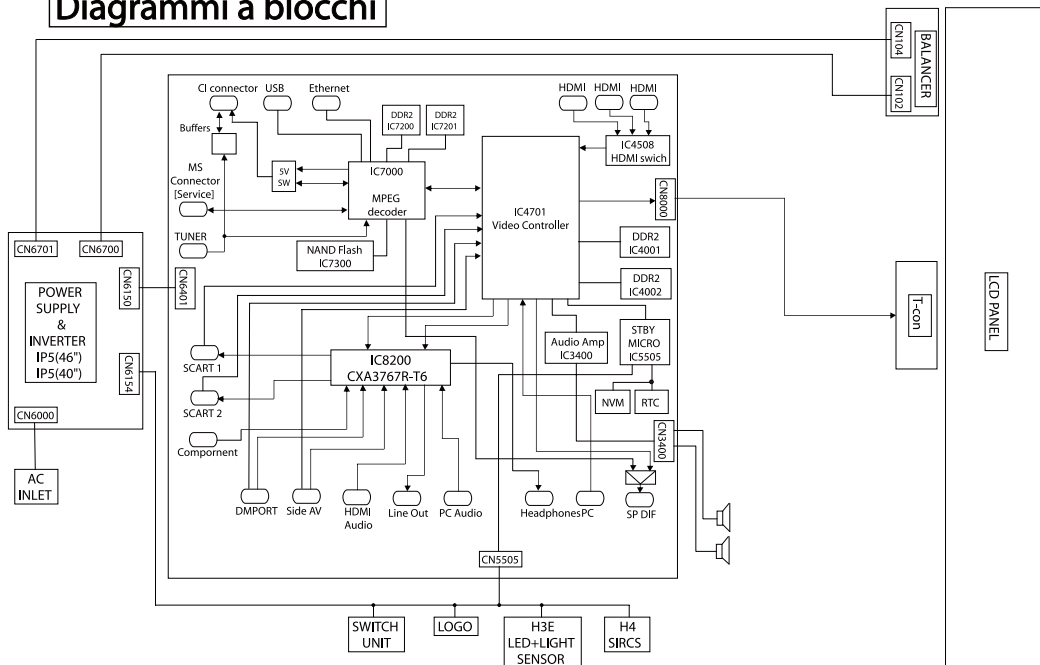 Diagrammi a blocchi
CN104
BALANCER
CN102
CI connector
USB
Ethernet
HDMI
HDMI
HDMI
DDR2
IC7200
DDR2
IC7201
Buffers
IC4508
HDMI swich
MS
Connector
[Service]
5V
SW
IC7000
MPEG
decoder
IC4701
Video Controller
CN8000
TUNER
NAND Flash
IC7300
DDR2
IC4001
DDR2
IC4002
CN6701
CN6700
CN6150
CN6401
POWER
SUPPLY
&
INVERTER
IP5(46")
IP5(40")
CN6154
CN6000
AC
INLET
T-con
LCD PANEL
SCART 1
IC8200
CXA3767R-T6
Audio Amp
IC3400
STBY
MICRO
IC5505
SCART 2
NVM
RTC
Compornent
CN3400
DMPORT
Side AV
HDMI
Audio
Line Out
PC Audio
Headphones
PC
SP DIF
CN5505
SWITCH
UNIT
LOGO
H3E
LED+LIGHT
SENSOR
H4
SIRCS